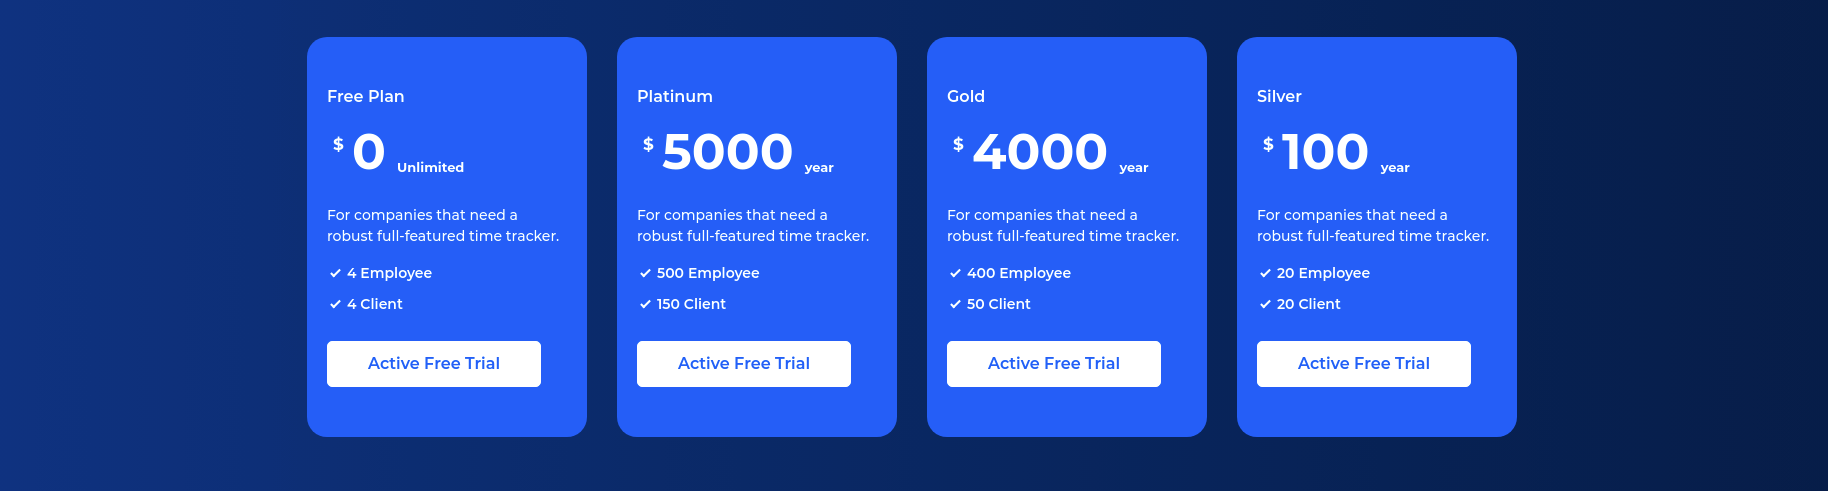 Free Plan
$ 0 Unlimited
For companies that need a
robust full-featured time tracker.
4 Employee
4 Client
Active Free Trial
Platinum
$ 5000 year
For companies that need a
robust full-featured time tracker.
500 Employee
150 Client
Active Free Trial
Gold
$ 4000 year
For companies that need a
robust full-featured time tracker.
400 Employee
50 Client
Active Free Trial
Silver
$ 100 year
For companies that need a
robust full-featured time tracker.
20 Employee
20 Client
Active Free Trial